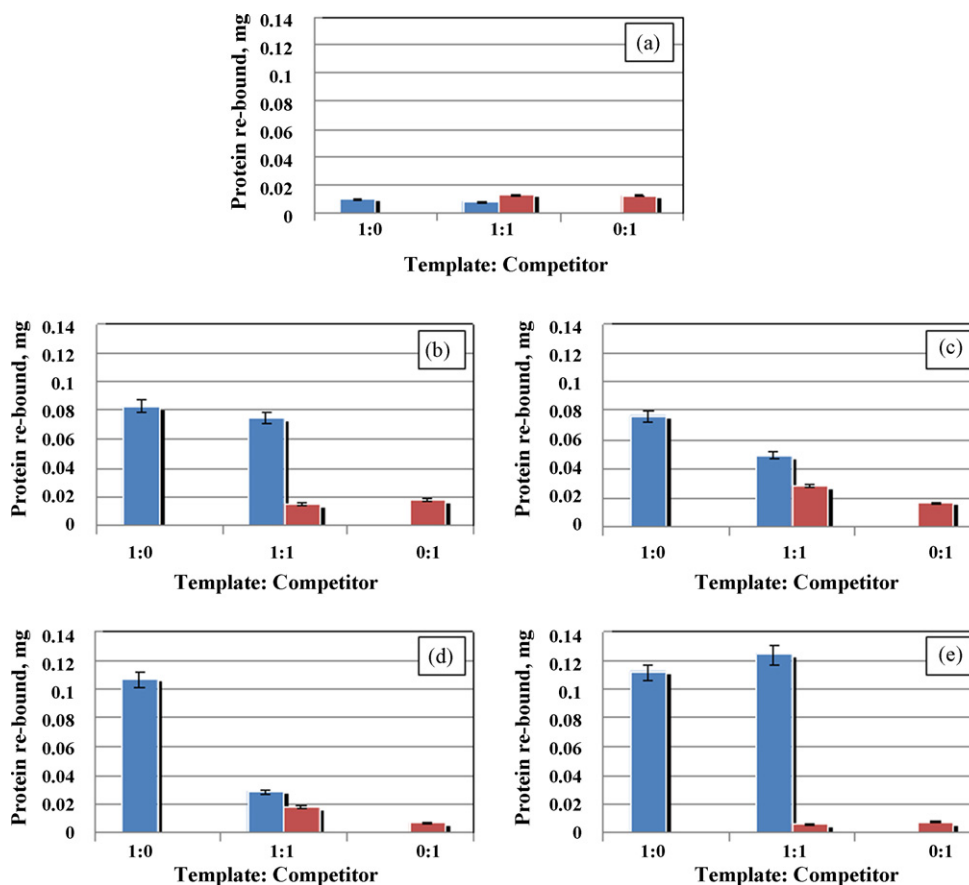 (a)
Protein re-bound, mg
0.14
0.12
0.1
0.08
0.06
0.04
0.02
0
1:0 1:1 0:1
Template: Competitor
(b)
Protein re-bound, mg
0.14
0.12
0.1
0.08
0.06
0.04
0.02
0
1:0 1:1 0:1
Template: Competitor
(c)
Protein re-bound, mg
0.14
0.12
0.1
0.08
0.06
0.04
0.02
0
1:0 1:1 0:1
Template: Competitor
(d)
Protein re-bound, mg
0.14
0.12
0.1
0.08
0.06
0.04
0.02
0
1:0 1:1 0:1
Template: Competitor
(e)
Protein re-bound, mg
0.14
0.12
0.1
0.08
0.06
0.04
0.02
0
1:0 1:1 0:1
Template: Competitor